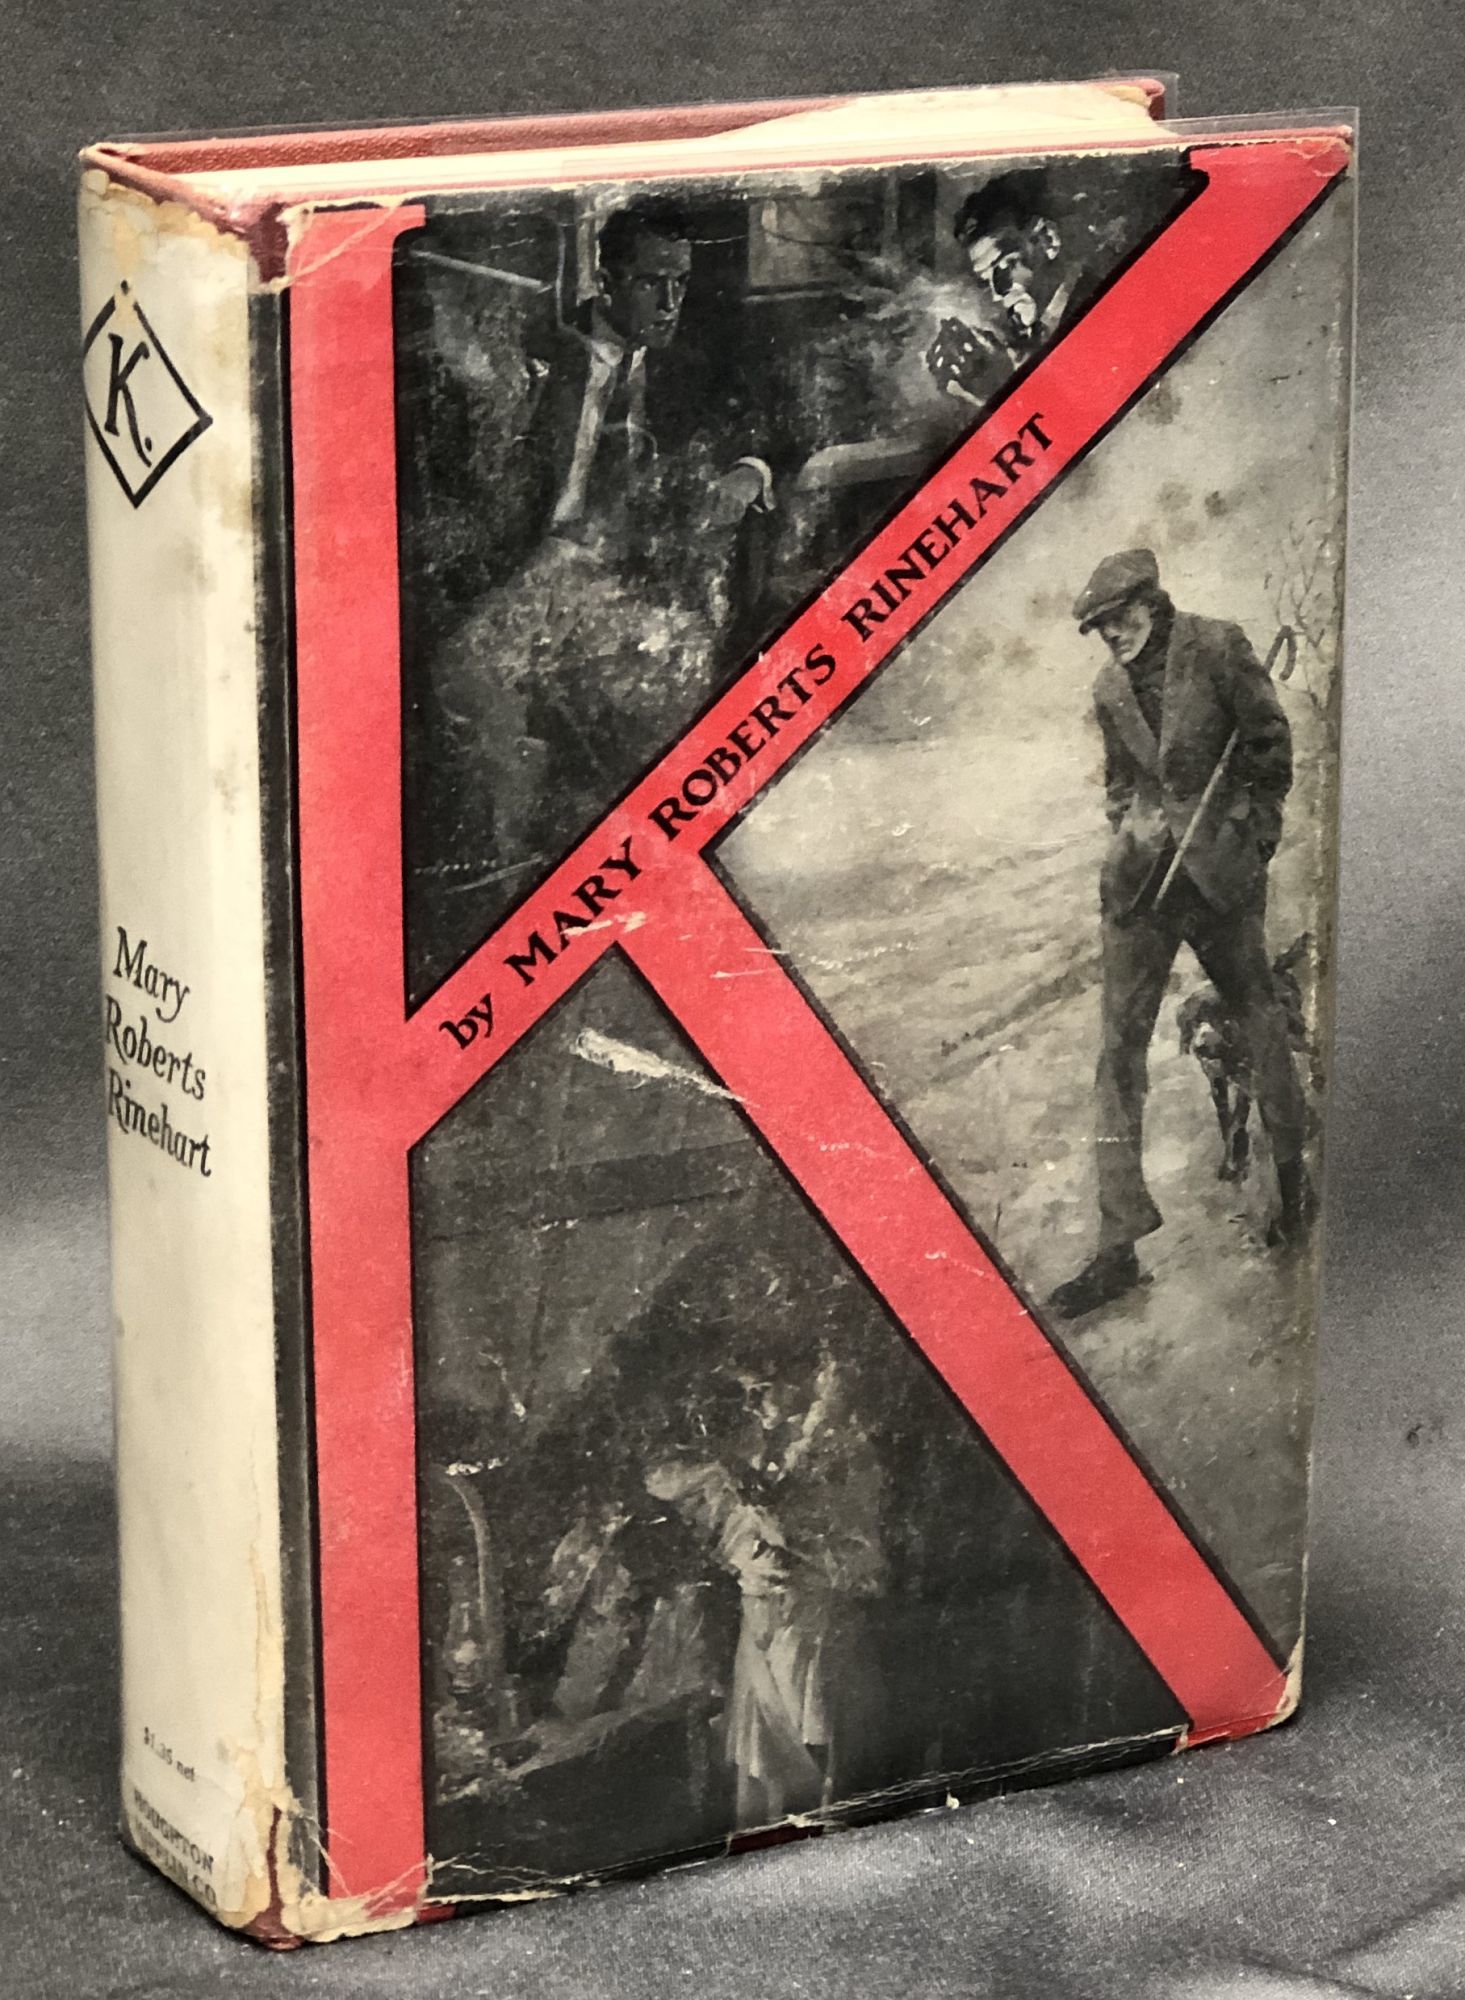 K.
Mary
Roberts
Rinehart
$1.35 net
HOUGHTON
MIFFLIN CO.
K
by MARY ROBERTS RINEHART